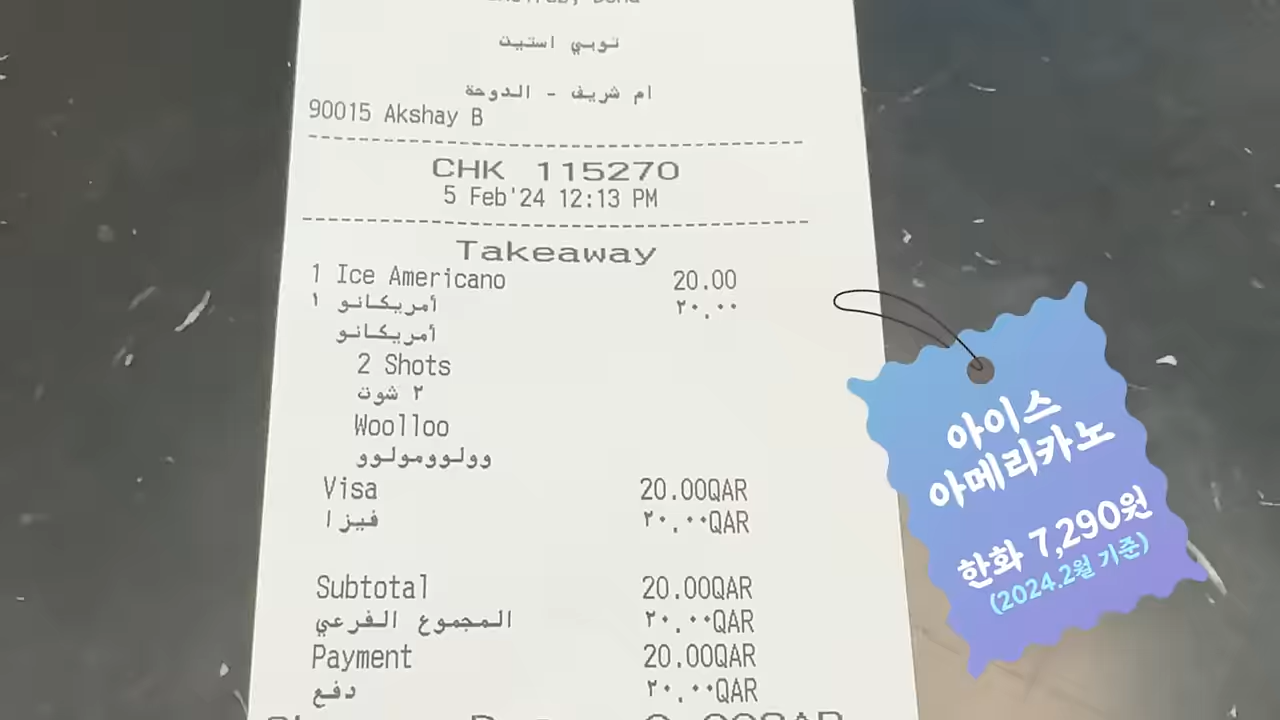 توبي استيت
ام شريف - الدوحة
90015 Akshay B
CHK 115270
5 Feb'24 12:13 PM
Takeaway
1 Ice Americano 20.00
١ أمريكانو ٢٠.٠٠
أمريكانو
2 Shots
٢ شوت
Woolloo
وولوومولوو
Visa 20.00QAR
فيزا ٢٠.٠٠QAR
Subtotal 20.00QAR
المجموع الفرعي ٢٠.٠٠QAR
Payment 20.00QAR
دفع ٢٠.٠٠QAR
아이스
아메리카노
한화 7,290원
(2024.2월 기준)